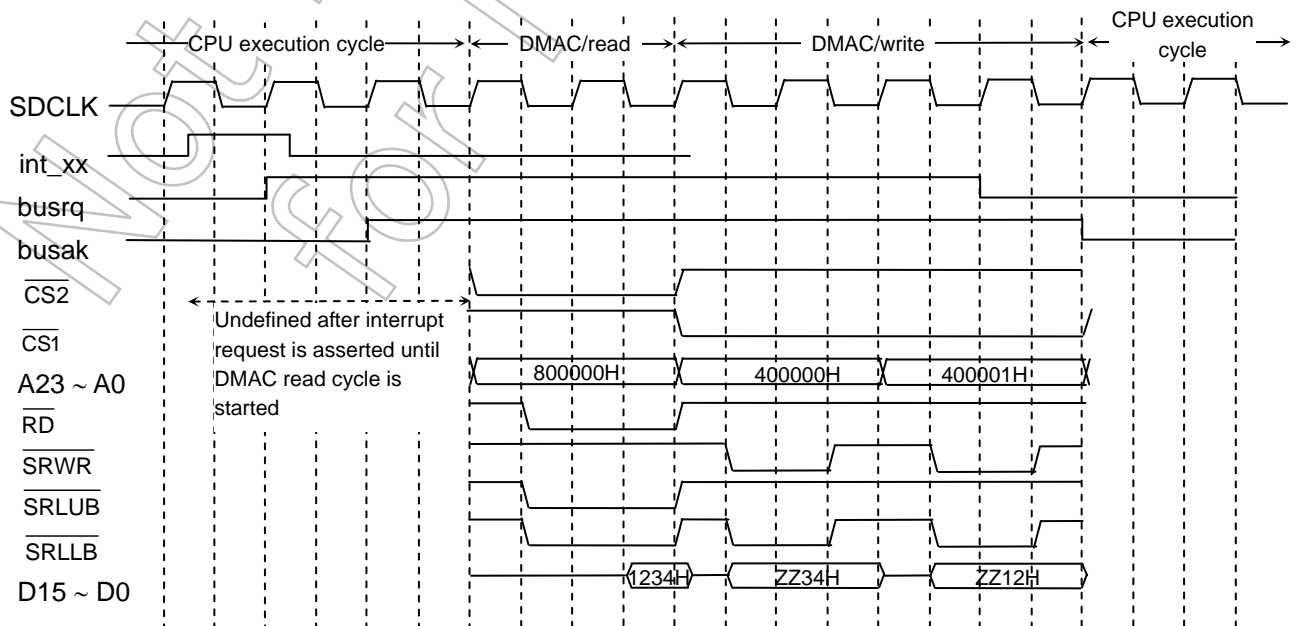 CPU execution cycle
DMAC/read
DMAC/write
CPU execution
cycle
SDCLK
int_xx
busrq
busak
CS2
Undefined after interrupt
request is asserted until
DMAC read cycle is
started
CS1
A23 ~ A0
800000H
400000H
400001H
RD
SRWR
SRLUB
SRLLB
D15 ~ D0
1234H
ZZ34H
ZZ12H
Not
for